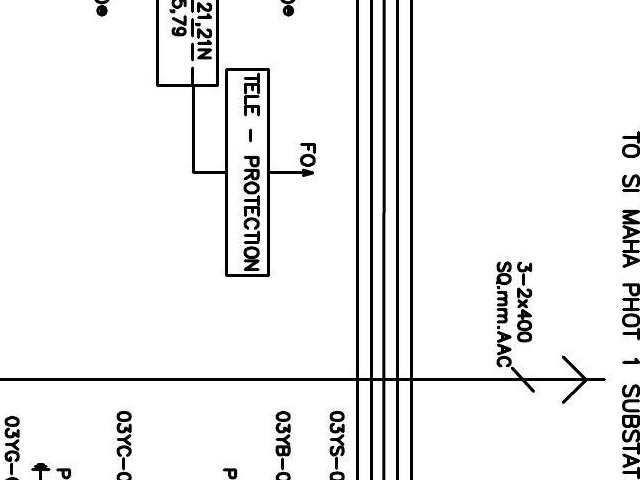 TO SI MAHA PHOT 1 SUBSTAT
3-2x400
SQ.mm.AAC
FO
TELE - PROTECTION
21,21N
5,79
03YS-0
03YB-0
03YC-0
03YG-
P
P